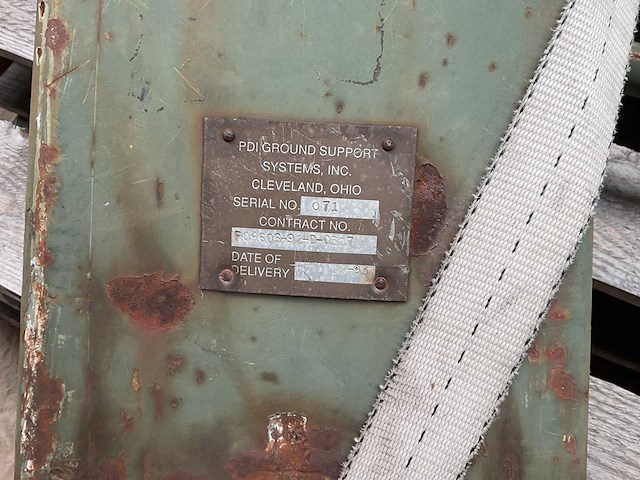 PDI GROUND SUPPORT
SYSTEMS, INC.
CLEVELAND, OHIO
SERIAL NO. 071
CONTRACT NO.
DATE OF
DELIVERY